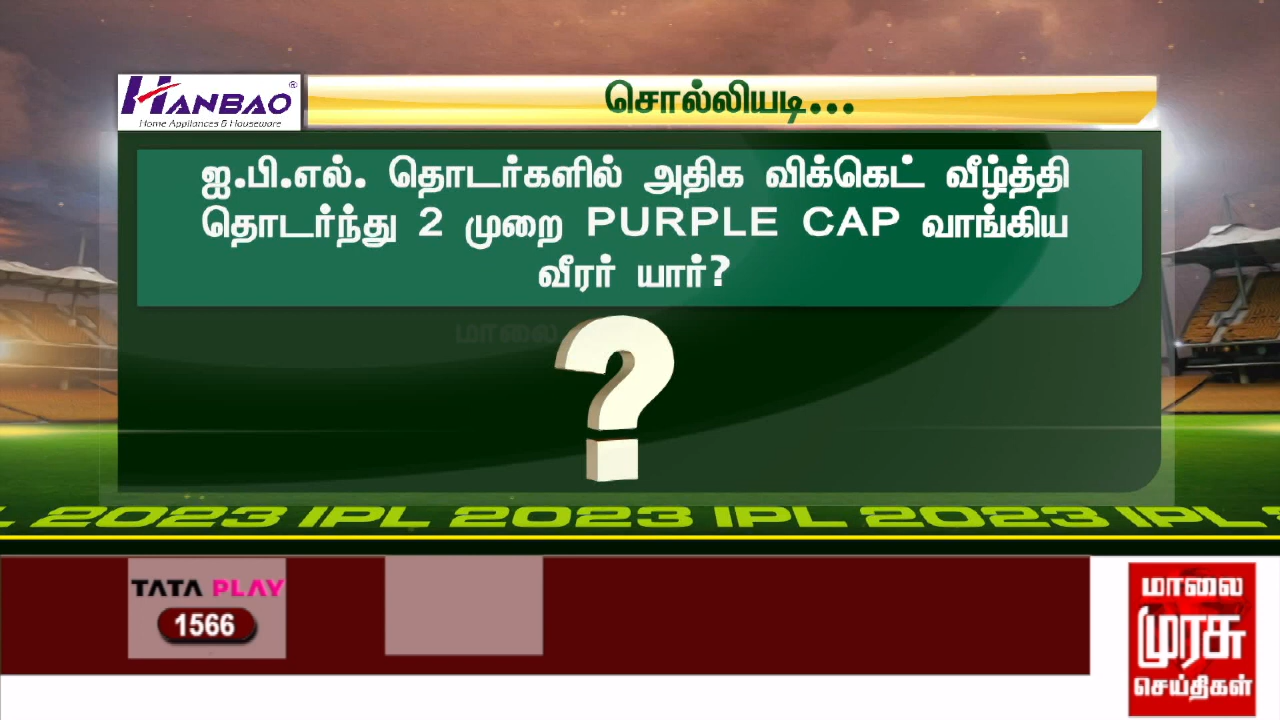 HANBAO®
Home Appliances & Houseware
சொல்லியடி...
ஐ.பி.எல். தொடர்களில் அதிக விக்கெட் வீழ்த்தி
தொடர்ந்து 2 முறை PURPLE CAP வாங்கிய
வீரர் யார்?
மாலை
?
2023 IPL 2023 IPL 2023 IPL
TATA PLAY
1566
மாலை
முரசு
செய்திகள்